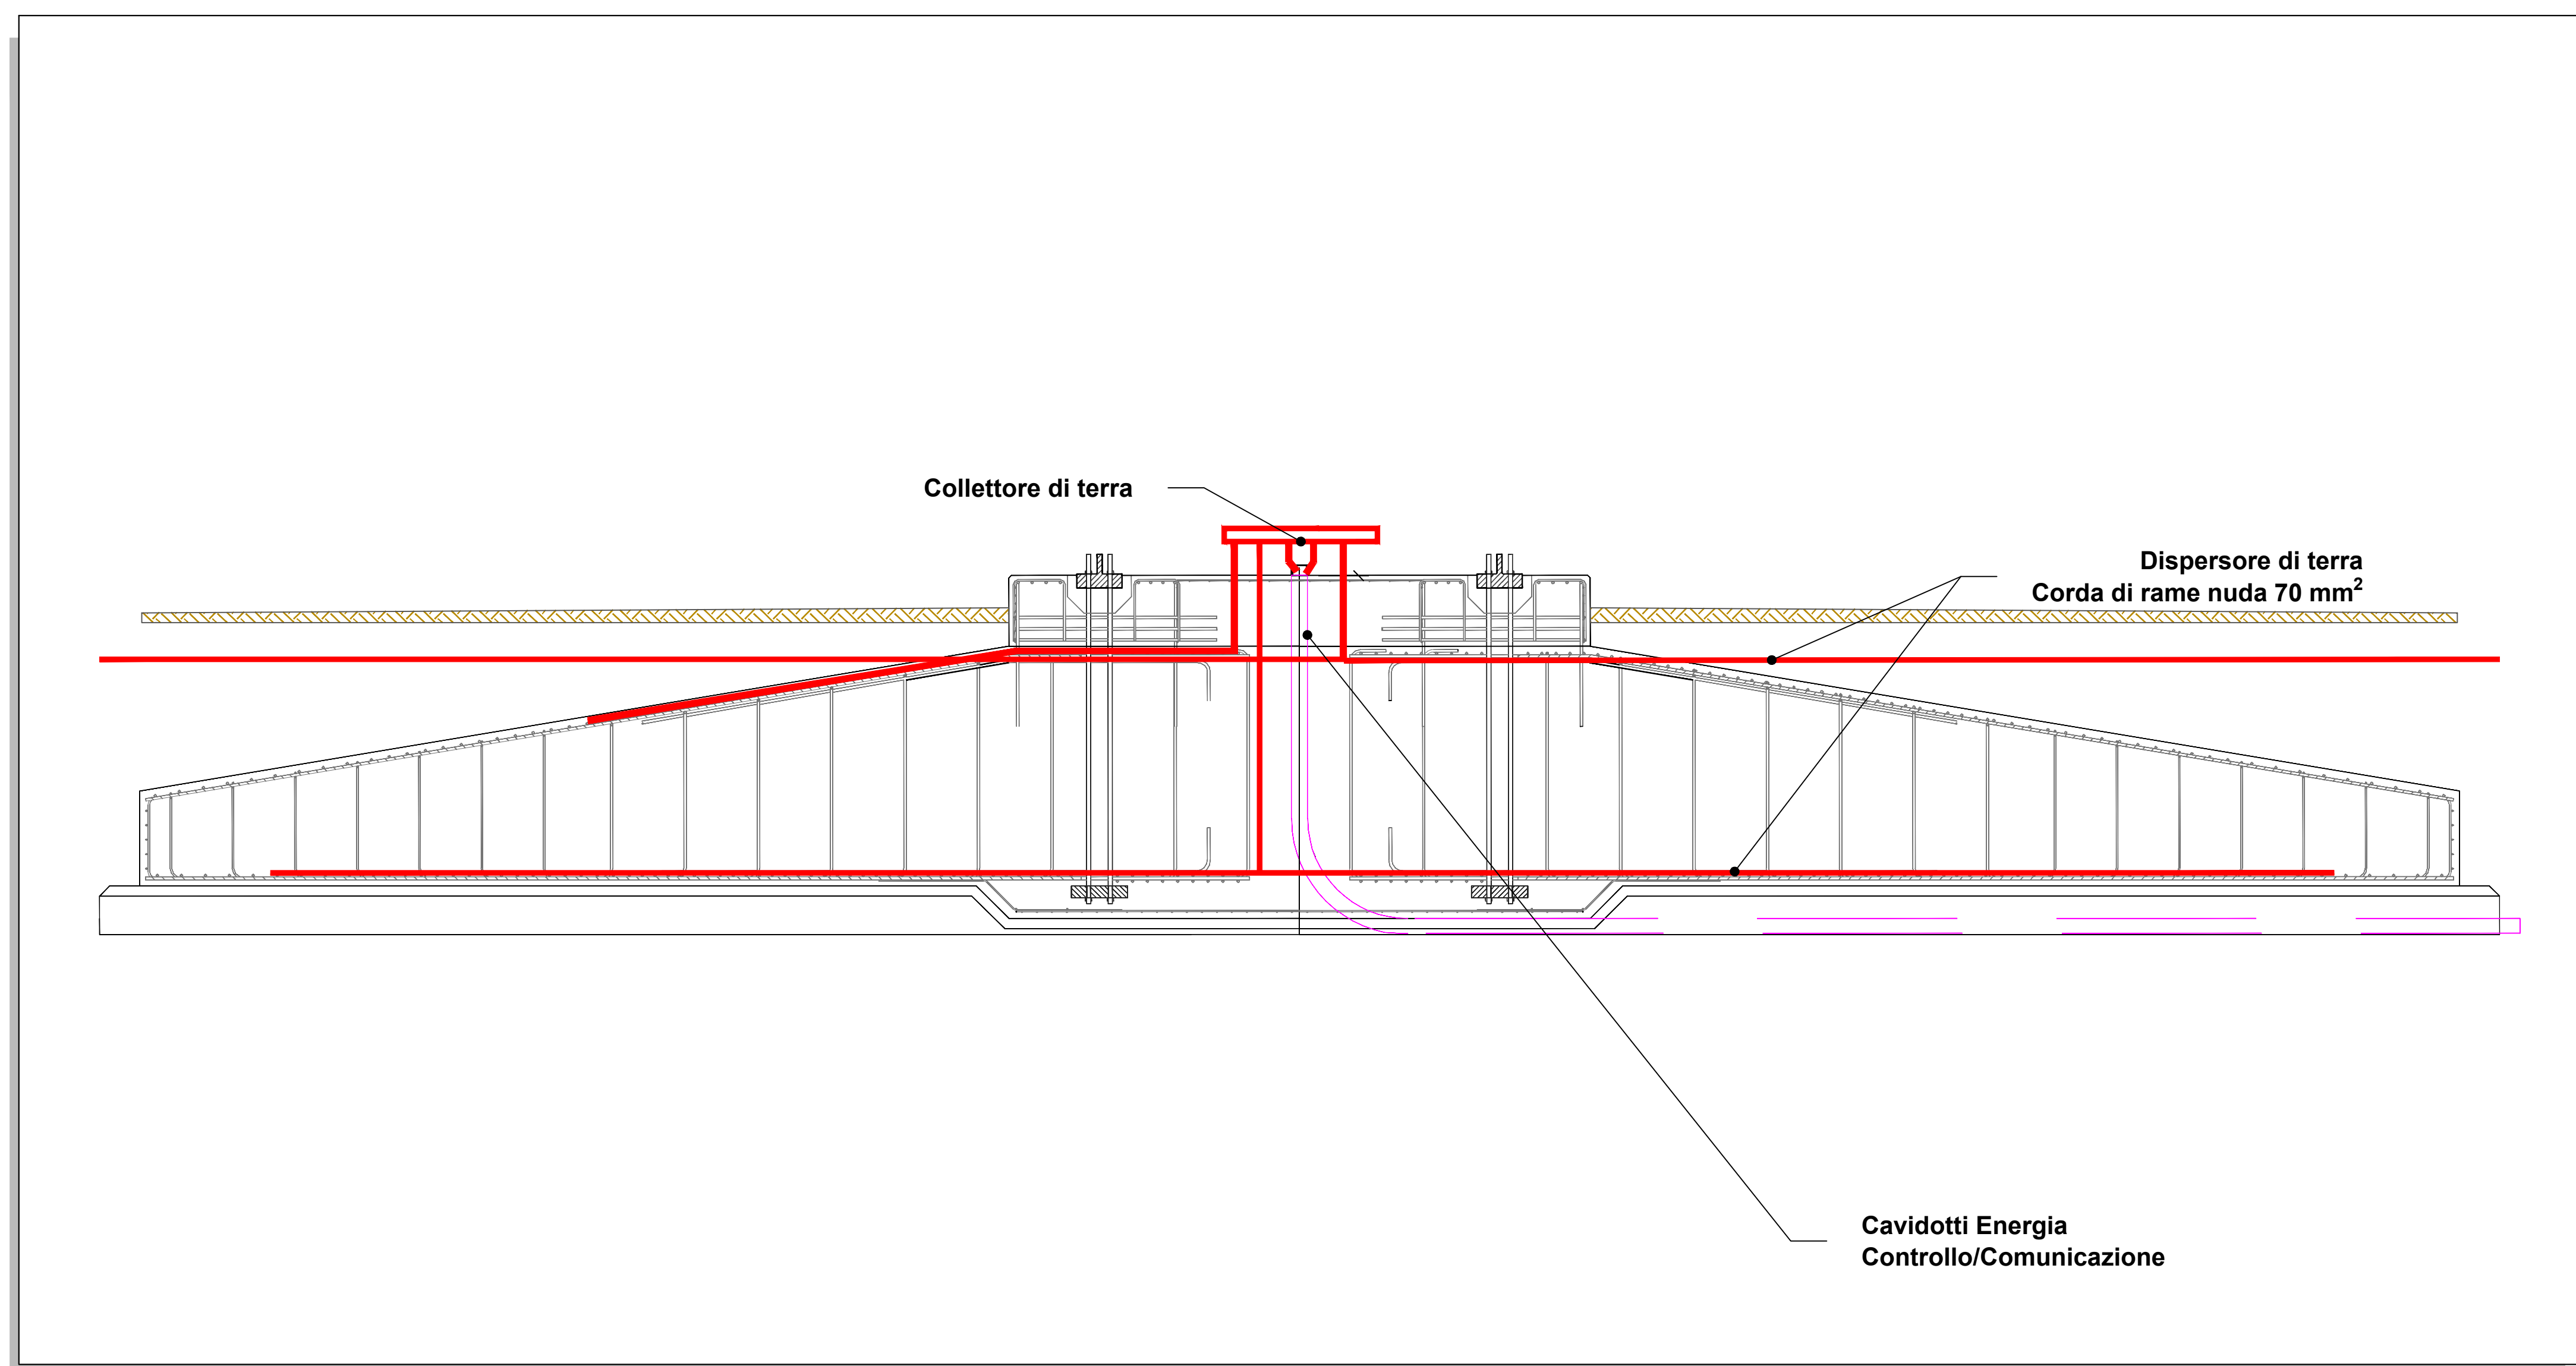 Collettore di terra
Dispersore di terra
Corda di rame nuda 70 mm²
Cavidotti Energia
Controllo/Comunicazione